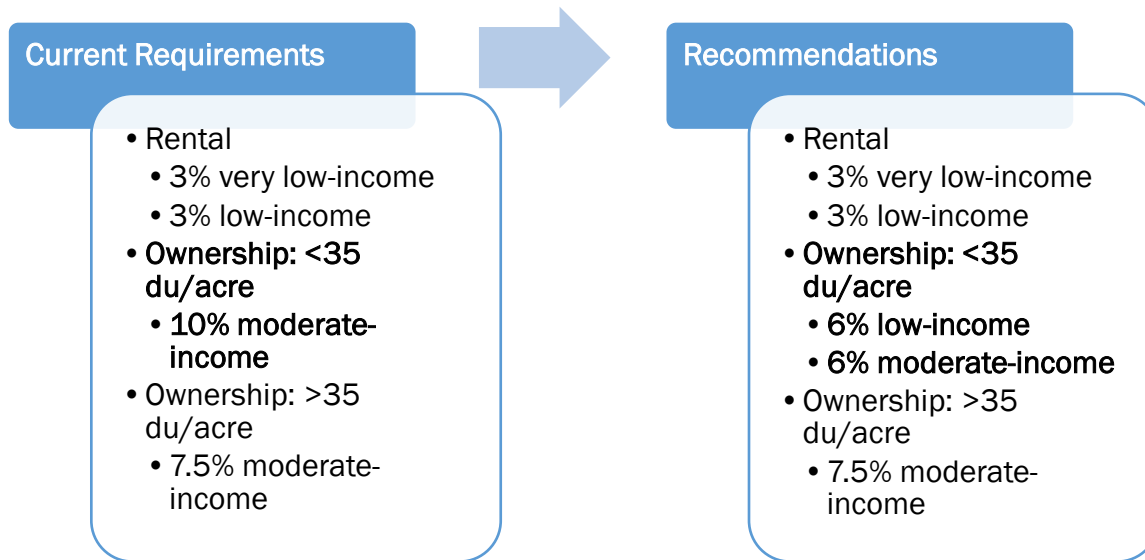 Current Requirements
• Rental
• 3% very low-income
• 3% low-income
• Ownership: <35
du/acre
• 10% moderate-
income
• Ownership: >35
du/acre
• 7.5% moderate-
income
Recommendations
• Rental
• 3% very low-income
• 3% low-income
• Ownership: <35
du/acre
• 6% low-income
• 6% moderate-income
• Ownership: >35
du/acre
• 7.5% moderate-
income